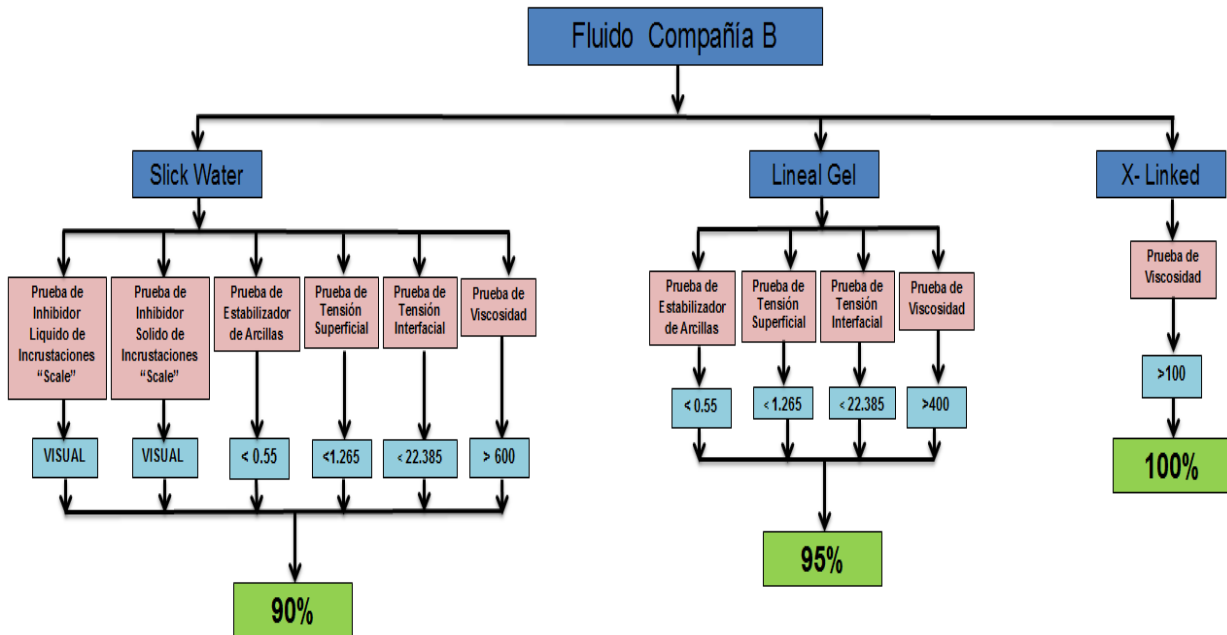 Fluido Compañía B
Slick Water
Lineal Gel
X- Linked
Prueba de
Inhibidor
Líquido de
Incrustaciones
“Scale”
Prueba de
Inhibidor
Solido de
Incrustaciones
“Scale”
Prueba de
Estabilizador
de Arcillas
Prueba de
Tensión
Superficial
Prueba de
Tensión
Interfacial
Prueba de
Viscosidad
Prueba de
Estabilizador
de Arcillas
Prueba de
Tensión
Superficial
Prueba de
Tensión
Interfacial
Prueba de
Viscosidad
Prueba de
Viscosidad
VISUAL
VISUAL
< 0.55
<1.265
< 22.385
> 600
< 0.55
< 1.265
< 22.385
>400
>100
90%
95%
100%